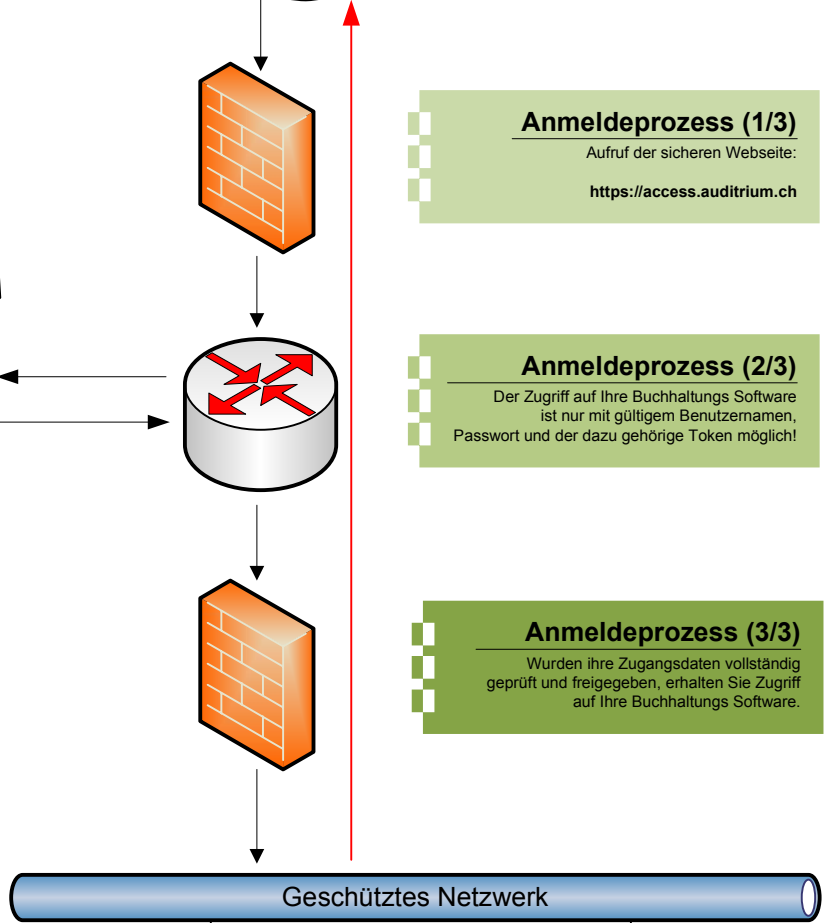 Anmeldeprozess (1/3)
Aufruf der sicheren Webseite:
https://access.auditrium.ch
Anmeldeprozess (2/3)
Der Zugriff auf Ihre Buchhaltungs Software
ist nur mit gültigem Benutzernamen,
Passwort und der dazu gehörige Token möglich!
Anmeldeprozess (3/3)
Wurden ihre Zugangsdaten vollständig
geprüft und freigegeben, erhalten Sie Zugriff
auf Ihre Buchhaltungs Software.
Geschütztes Netzwerk